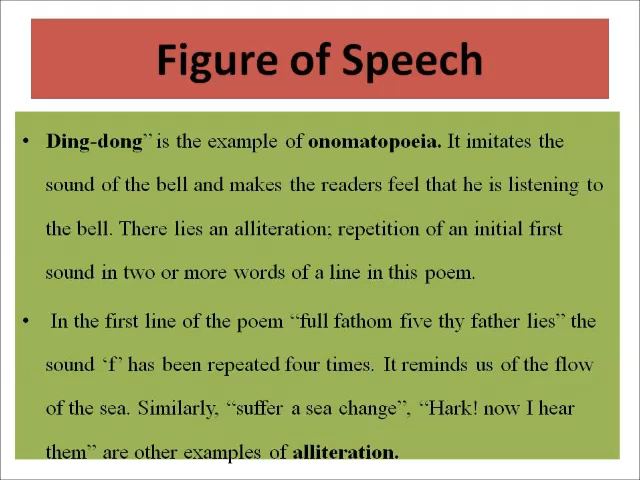 Figure of Speech
• Ding-dong” is the example of onomatopoeia. It imitates the
sound of the bell and makes the readers feel that he is listening to
the bell. There lies an alliteration; repetition of an initial first
sound in two or more words of a line in this poem.
• In the first line of the poem “full fathom five thy father lies” the
sound ‘f’ has been repeated four times. It reminds us of the flow
of the sea. Similarly, “suffer a sea change”, “Hark! now I hear
them” are other examples of alliteration.